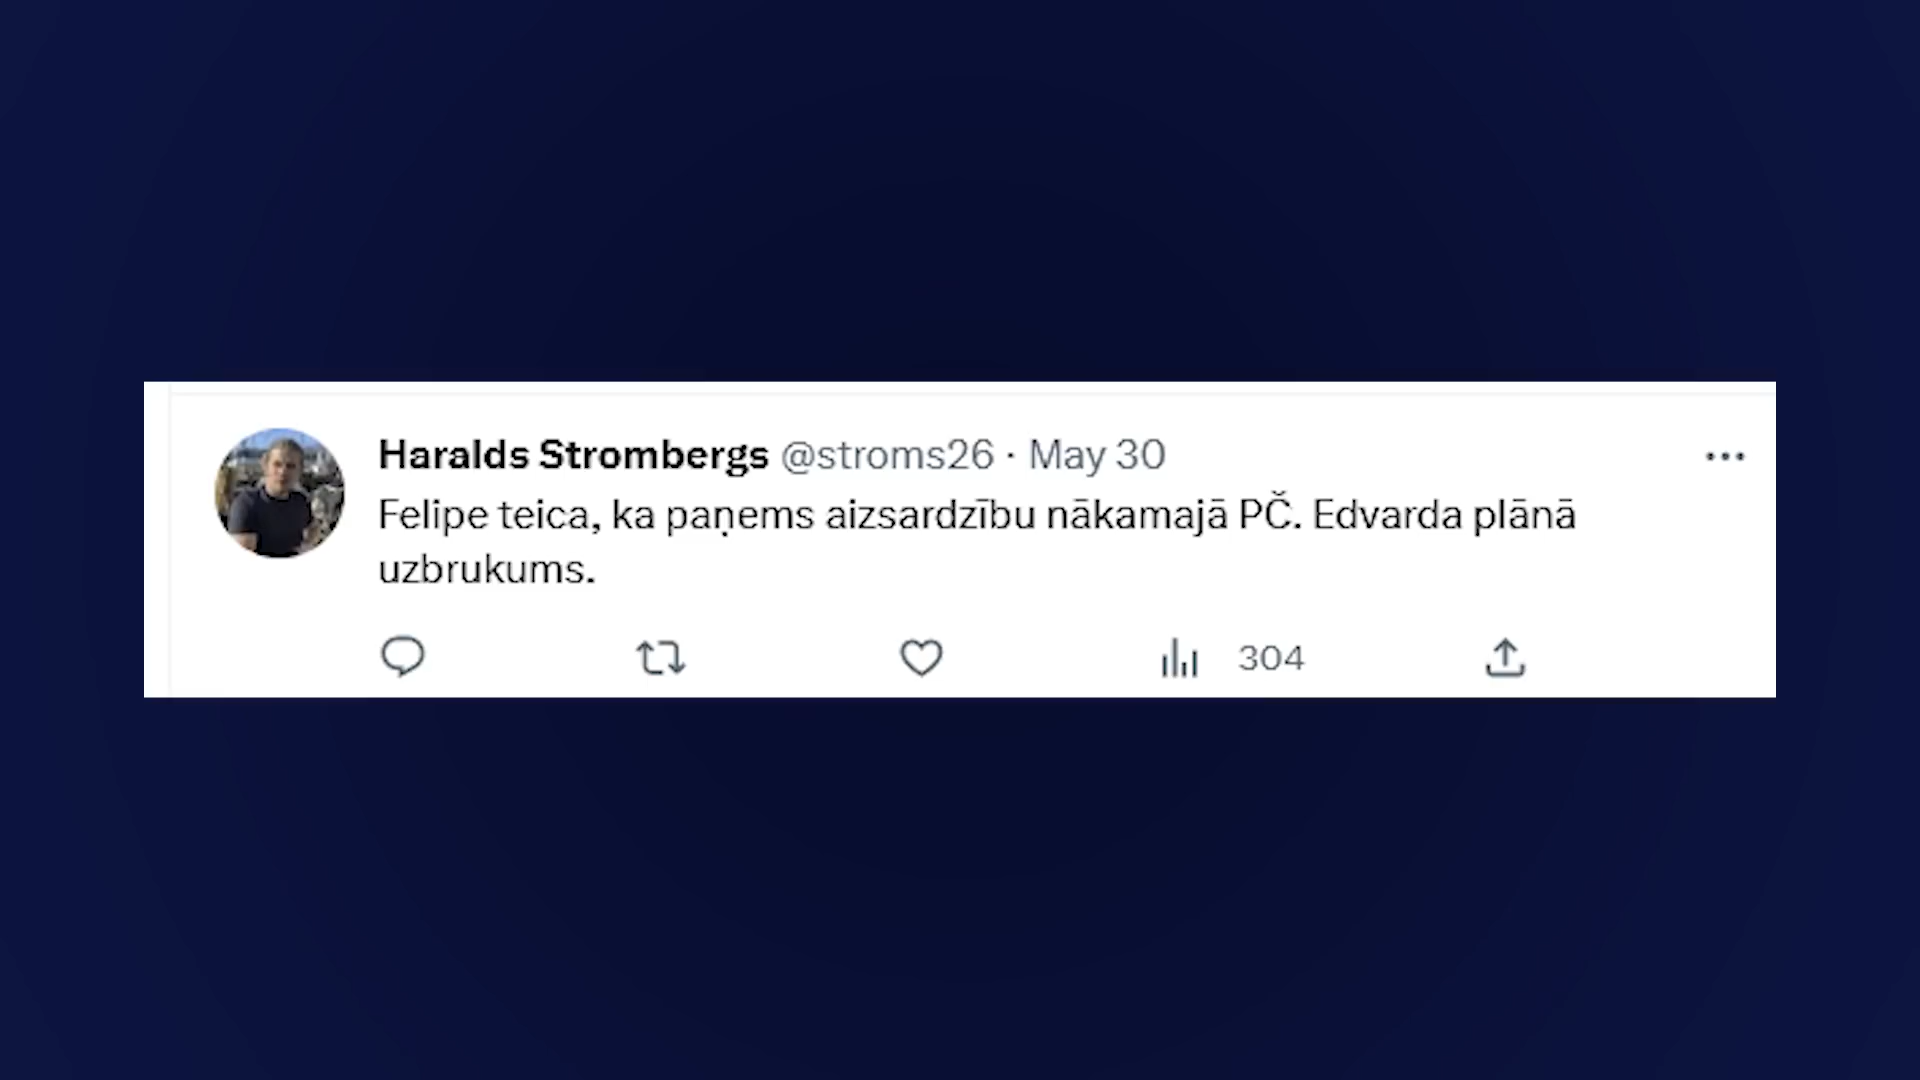 Haralds Strombergs @stroms26 · May 30
Felipe teica, ka paņems aizsardzību nākamajā PČ. Edvarda plānā
uzbrukums.
304